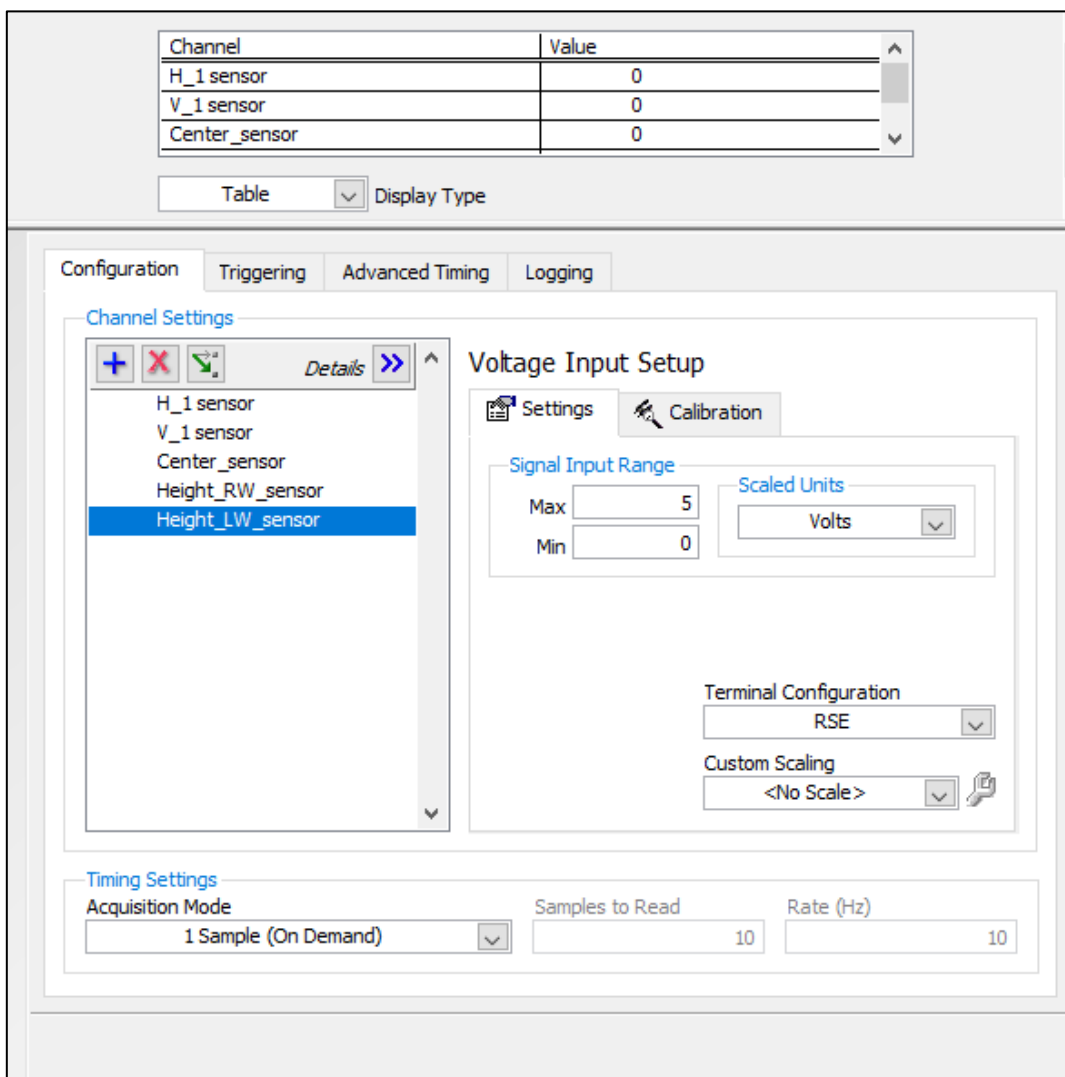 Channel Value
H_1 sensor 0
V_1 sensor 0
Center_sensor 0
Table Display Type
Configuration Triggering Advanced Timing Logging
Channel Settings
Details
H_1 sensor
V_1 sensor
Center_sensor
Height_RW_sensor
Height_LW_sensor
Voltage Input Setup
Settings Calibration
Signal Input Range
Max 5
Min 0
Scaled Units
Volts
Terminal Configuration
RSE
Custom Scaling
<No Scale>
Timing Settings
Acquisition Mode Samples to Read Rate (Hz)
1 Sample (On Demand) 10 10